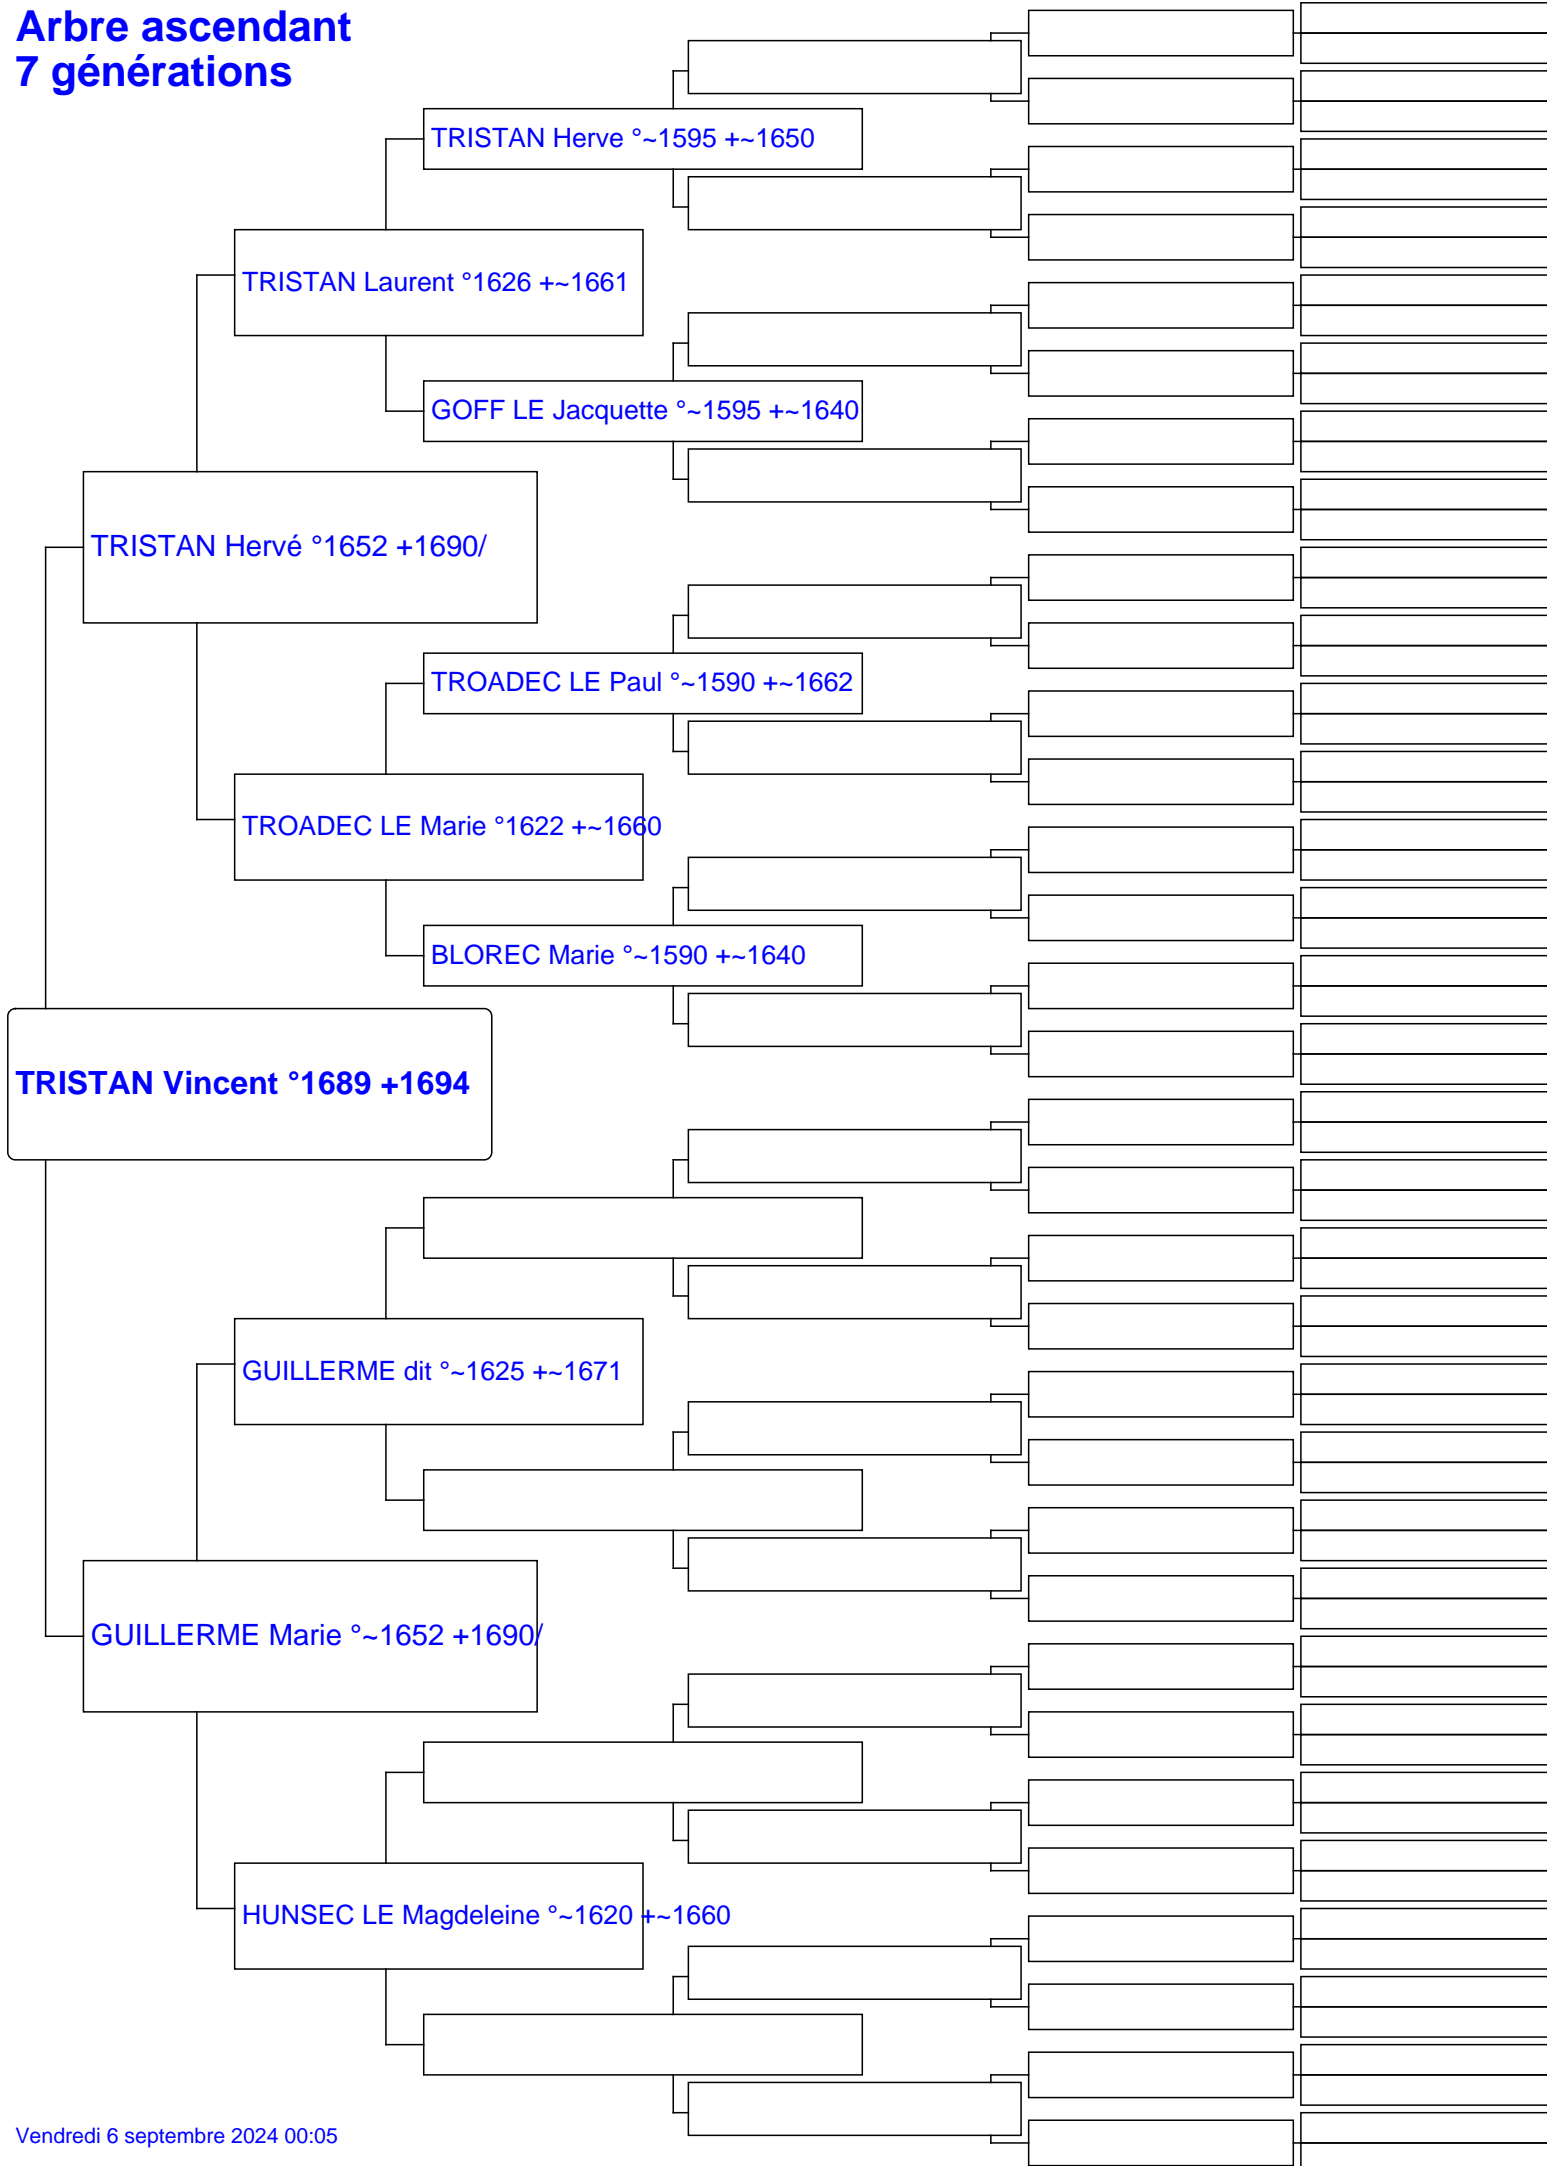 Arbre ascendant
7 générations
TRISTAN Herve °~1595 +~1650
TRISTAN Laurent °1626 +~1661
GOFF LE Jacquette °~1595 +~1640
TRISTAN Hervé °1652 +1690/
TROADEC LE Paul °~1590 +~1662
TROADEC LE Marie °1622 +~1660
BLOREC Marie °~1590 +~1640
TRISTAN Vincent °1689 +1694
GUILLERME dit °~1625 +~1671
GUILLERME Marie °~1652 +1690/
HUNSEC LE Magdeleine °~1620 +~1660
Vendredi 6 septembre 2024 00:05